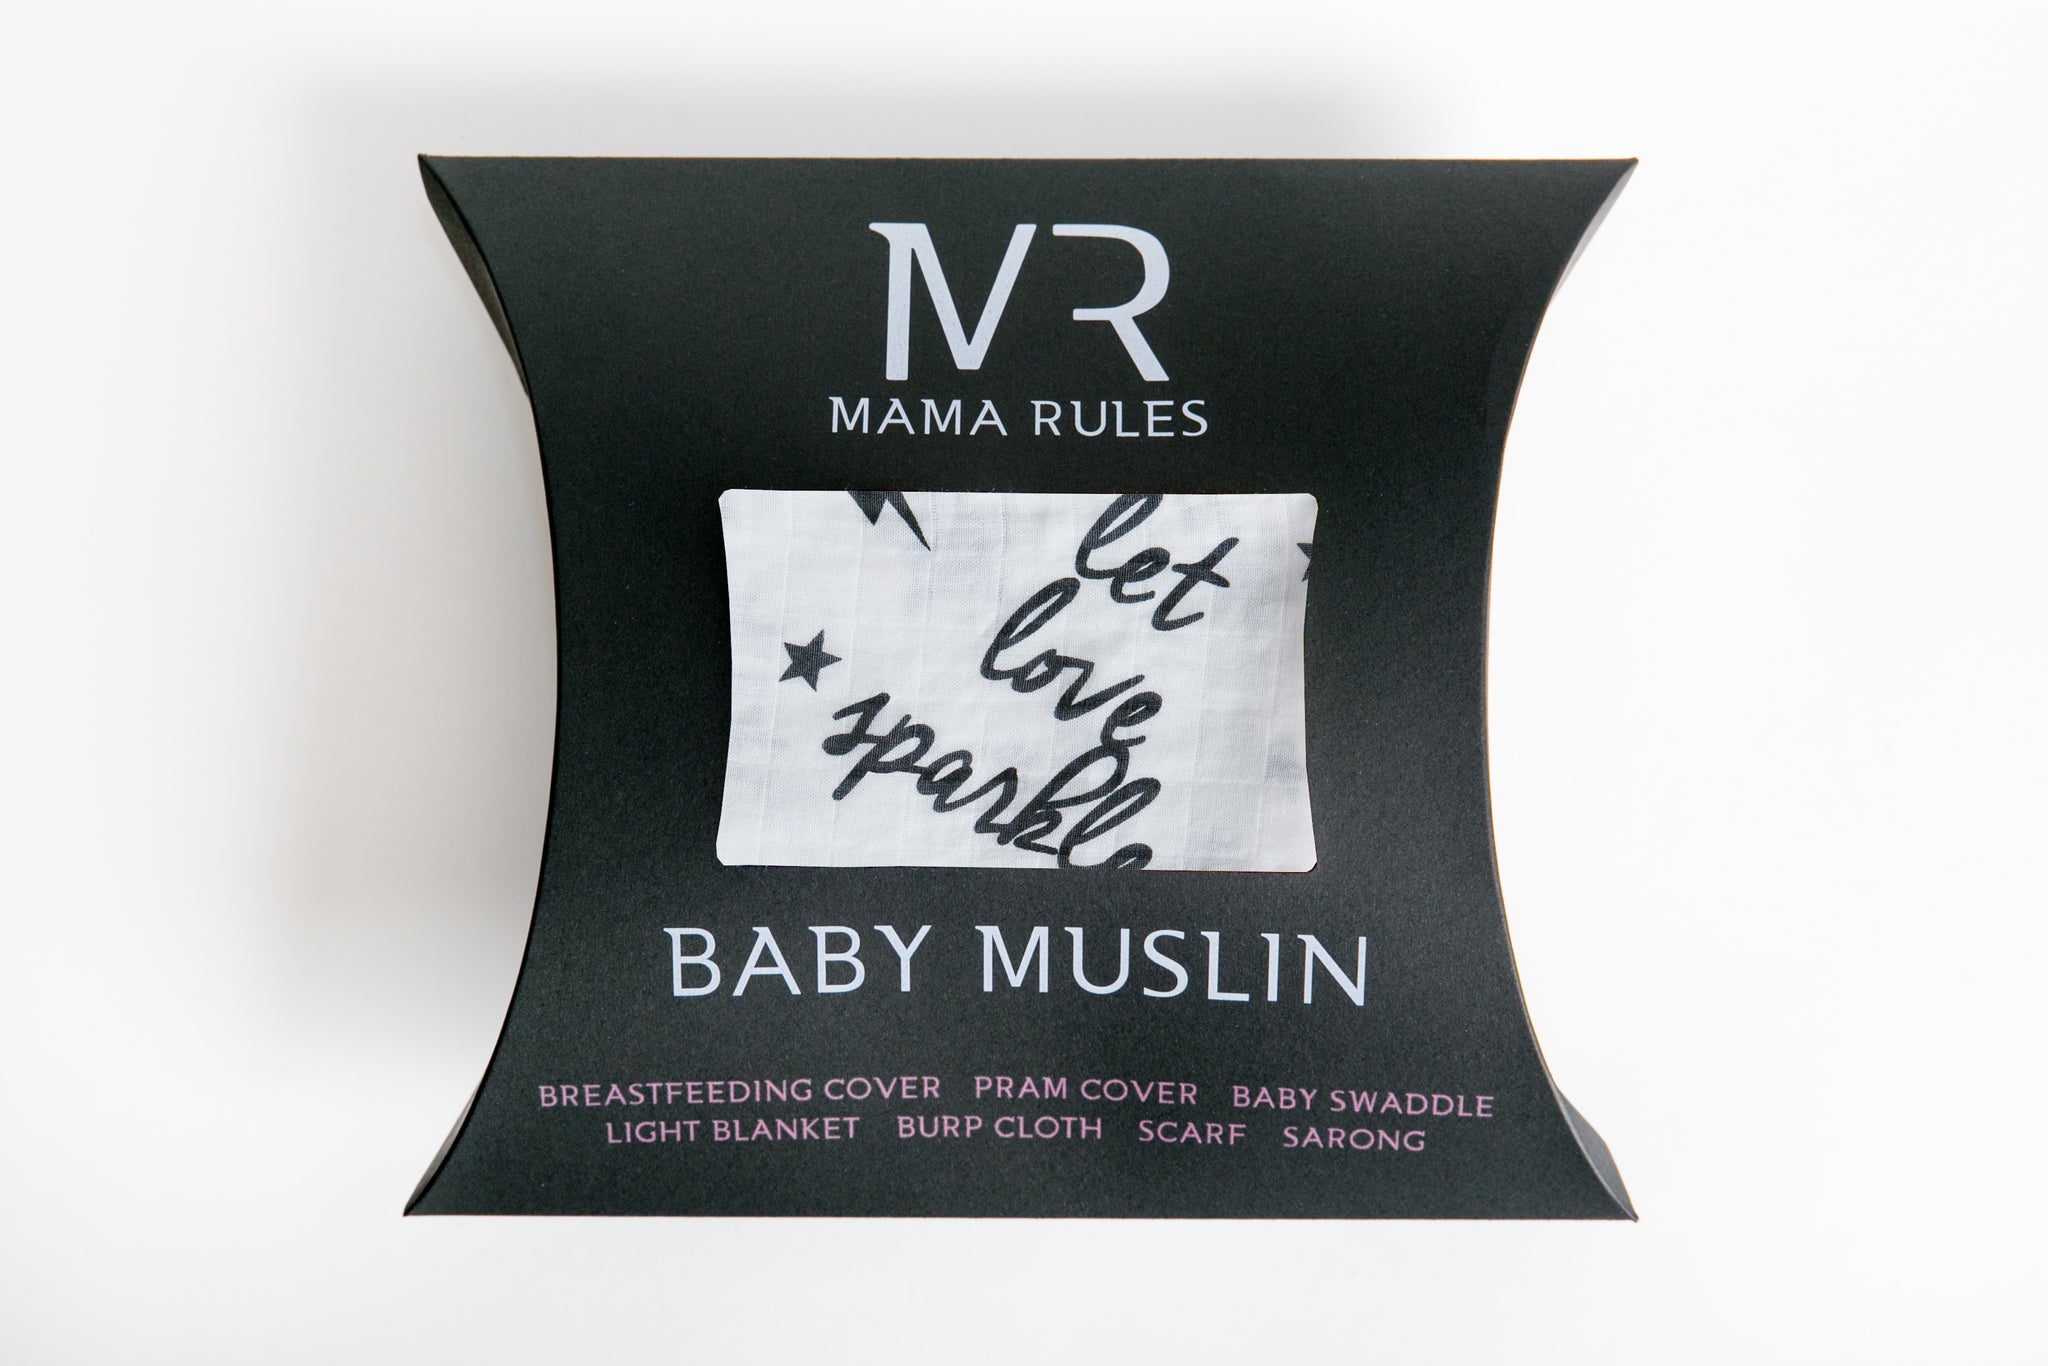 MR
MAMA RULES
let
love
sparkle
BABY MUSLIN
BREASTFEEDING COVER PRAM COVER BABY SWADDLE
LIGHT BLANKET BURP CLOTH SCARF SARONG